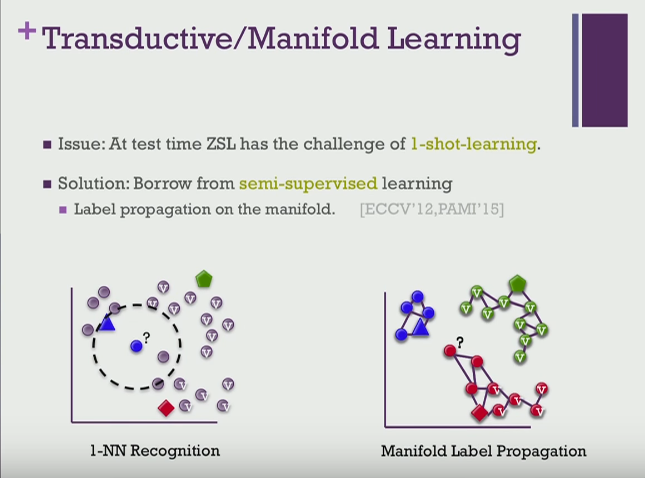 + Transductive/Manifold Learning
Issue: At test time ZSL has the challenge of 1-shot-learning.
Solution: Borrow from semi-supervised learning
Label propagation on the manifold. [ECCV'12,PAMI'15]
?
V V V V V V V V V V V V V
?
V V V V V V V V V V V V V
1-NN Recognition
Manifold Label Propagation